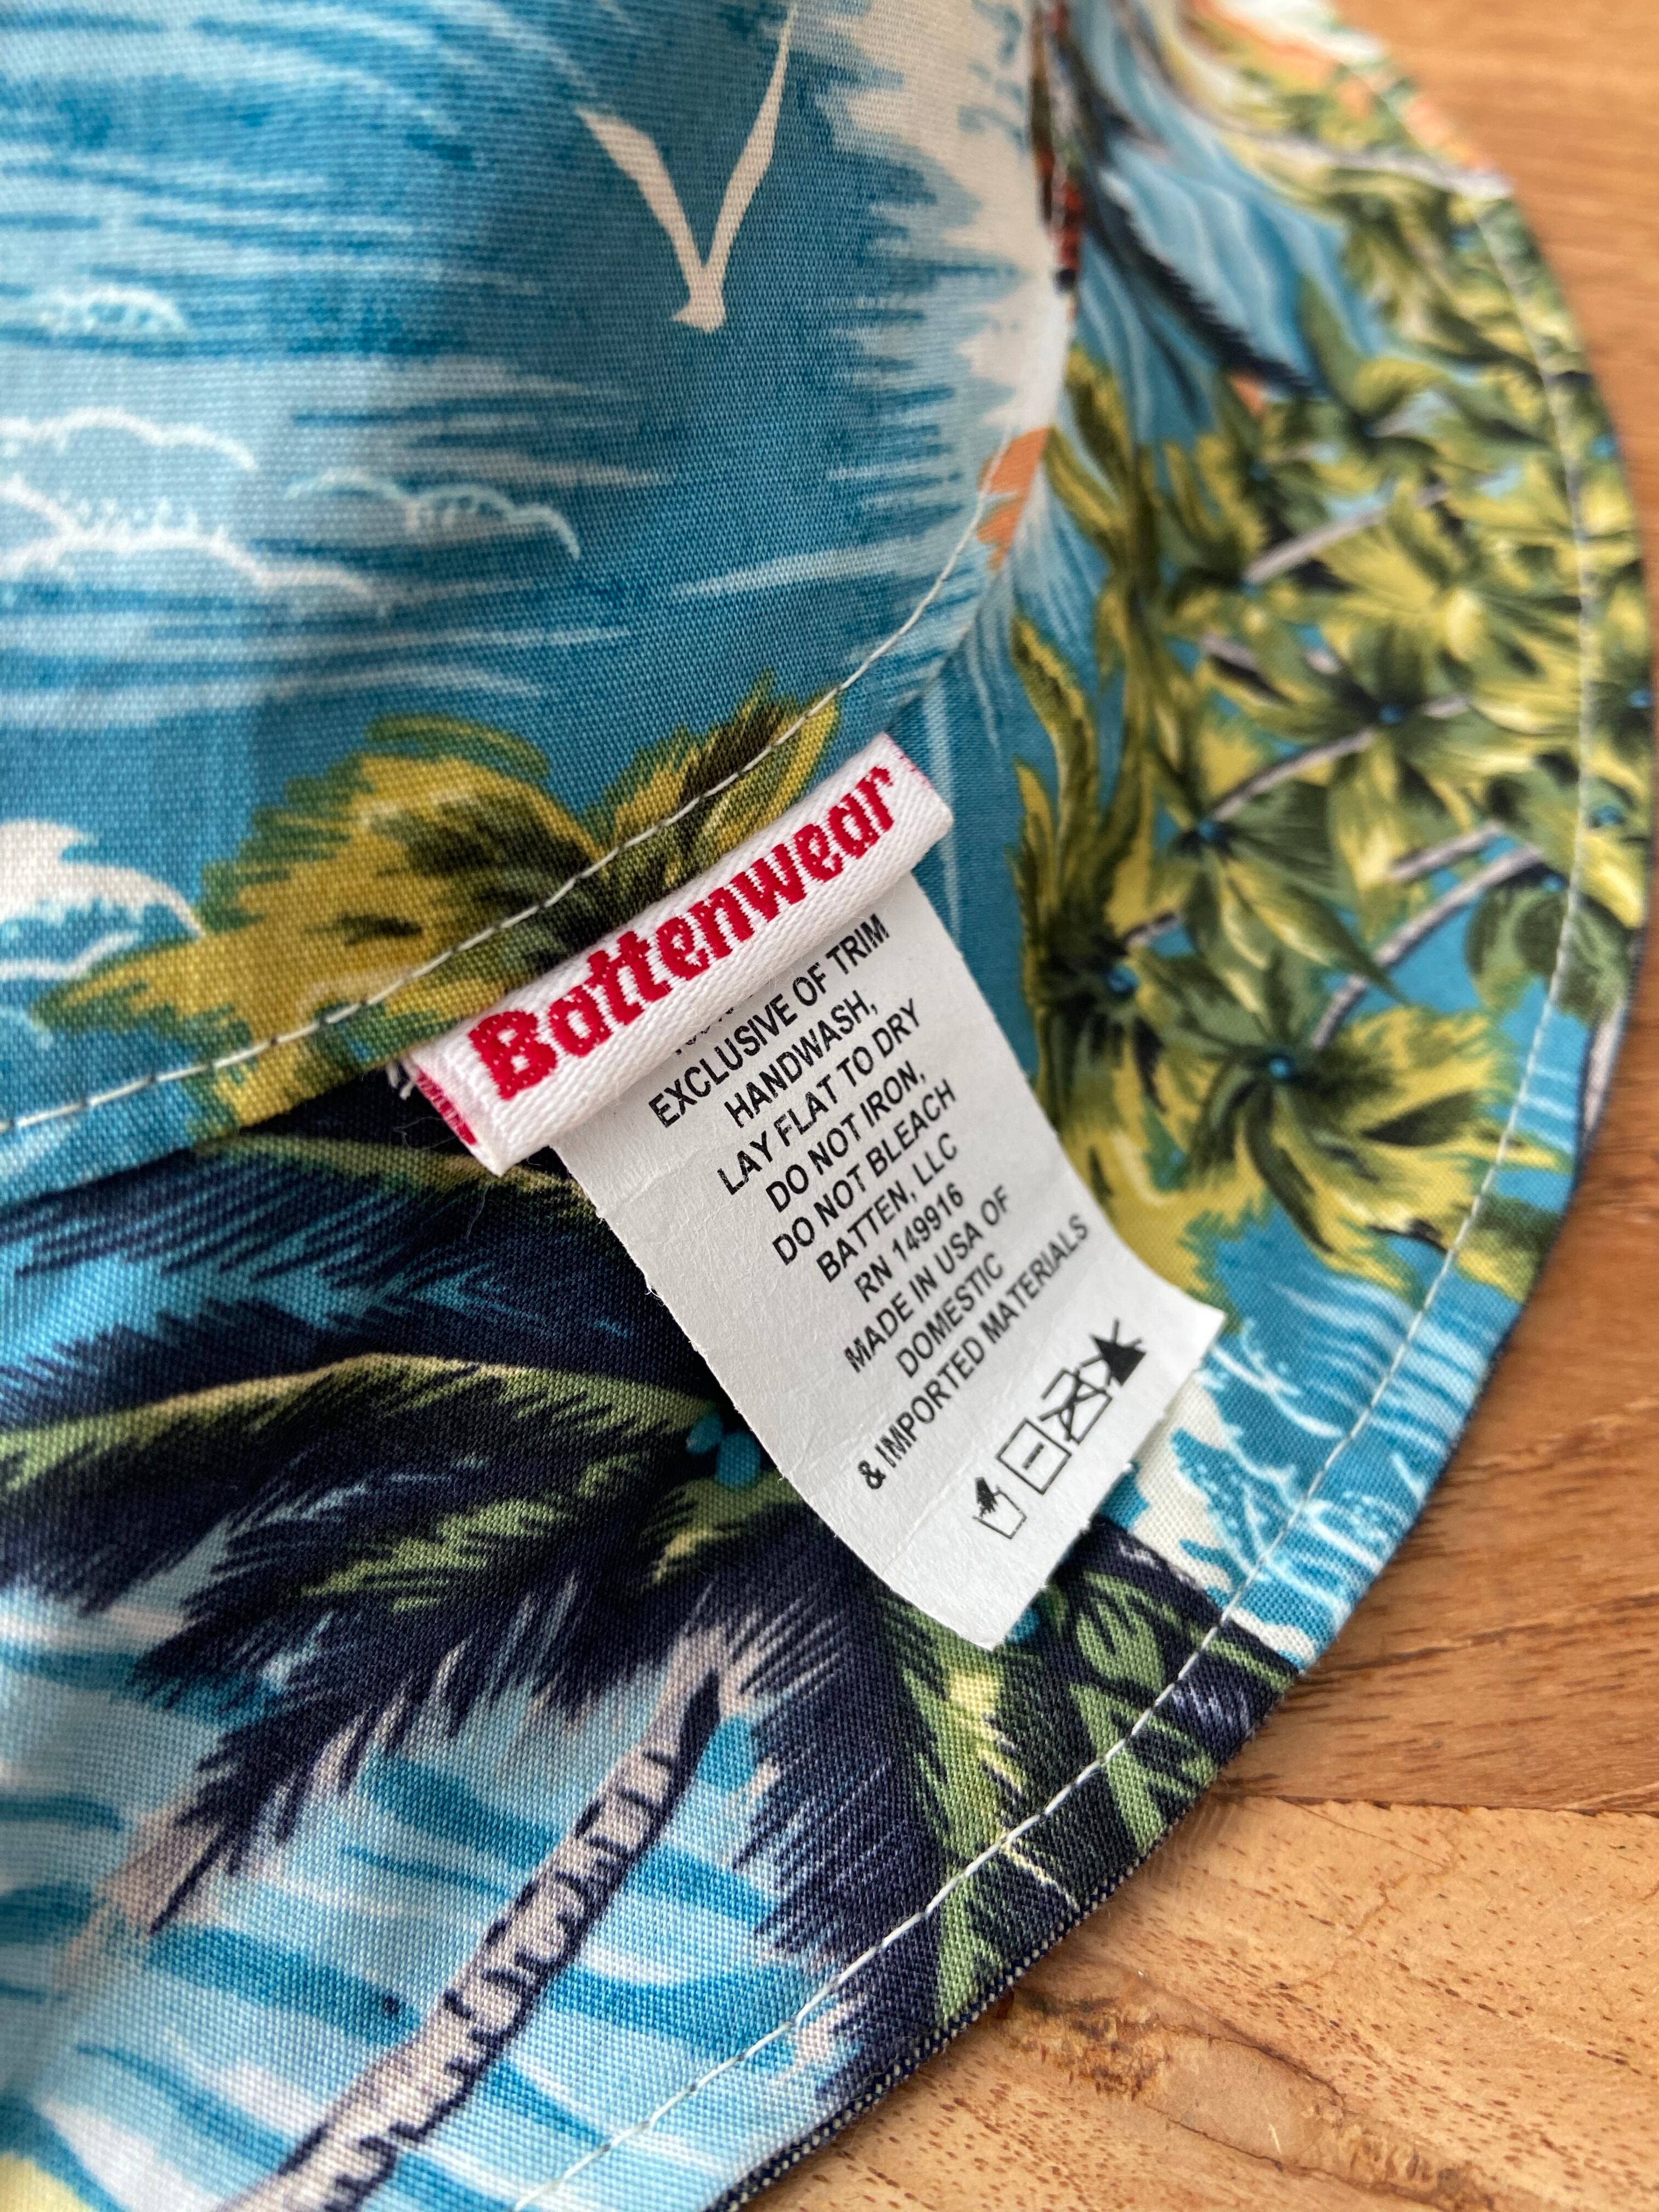 Battenwear
EXCLUSIVE OF TRIM
HANDWASH,
LAY FLAT TO DRY
DO NOT IRON,
DO NOT BLEACH
BATTEN, LLC
RN 149916
MADE IN USA OF
DOMESTIC
& IMPORTED MATERIALS